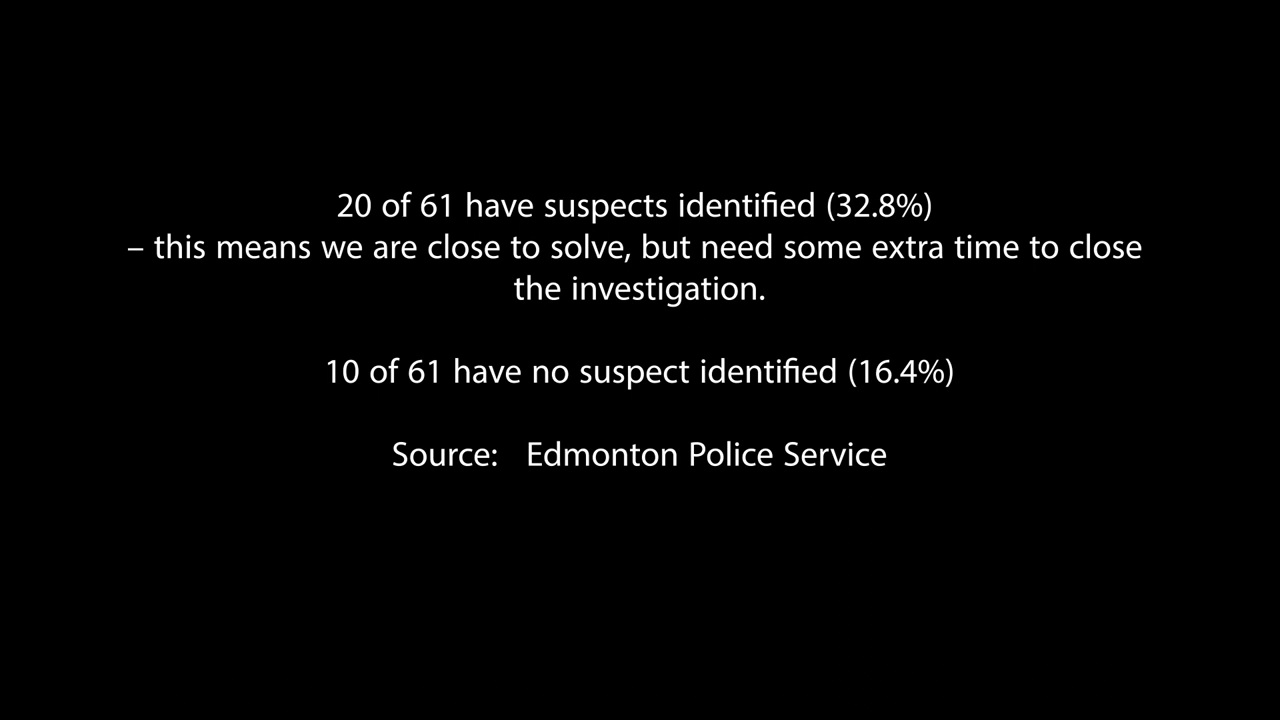 20 of 61 have suspects identified (32.8%)
– this means we are close to solve, but need some extra time to close
the investigation.
10 of 61 have no suspect identified (16.4%)
Source: Edmonton Police Service